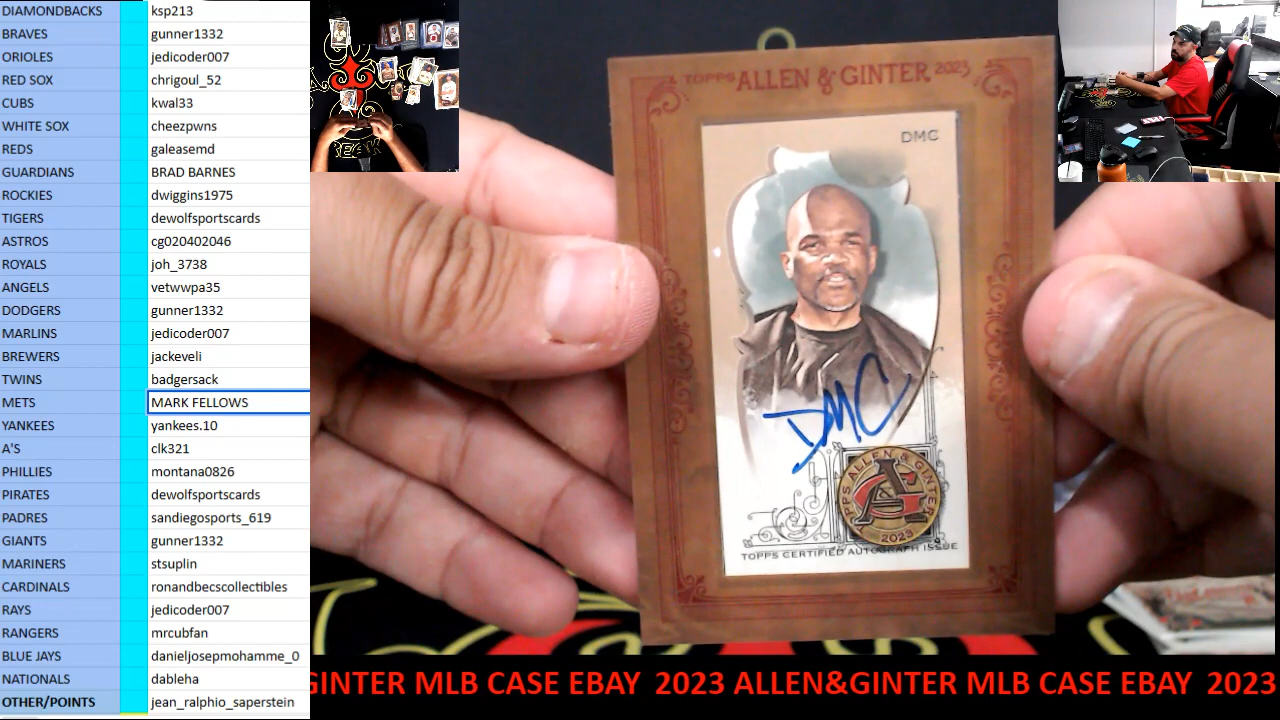 DIAMONDBACKS ksp213
BRAVES gunner1332
ORIOLES jedicoder007
RED SOX chrigoul_52
CUBS kwal33
WHITE SOX cheezpwns
REDS galeasemd
GUARDIANS BRAD BARNES
ROCKIES dwiggins1975
TIGERS dewolfsportscards
ASTROS cg020402046
ROYALS joh_3738
ANGELS vetwwpa35
DODGERS gunner1332
MARLINS jedicoder007
BREWERS jackeveli
TWINS badgersack
METS MARK FELLOWS
YANKEES yankees.10
A'S clk321
PHILLIES montana0826
PIRATES dewolfsportscards
PADRES sandiegosports_619
GIANTS gunner1332
MARINERS stsuplin
CARDINALS ronandbecscollectibles
RAYS jedicoder007
RANGERS mrcubfan
BLUE JAYS danieljosepmohamme_0
NATIONALS dableha
OTHER/POINTS jean_ralphio_saperstein
TOPPS ALLEN & GINTER 2023
DMC
DMC
TOPPS ALLEN & GINTER
AG
2023
TOPPS CERTIFIED AUTOGRAPH ISSUE
GINTER MLB CASE EBAY 2023 ALLEN&GINTER MLB CASE EBAY 2023